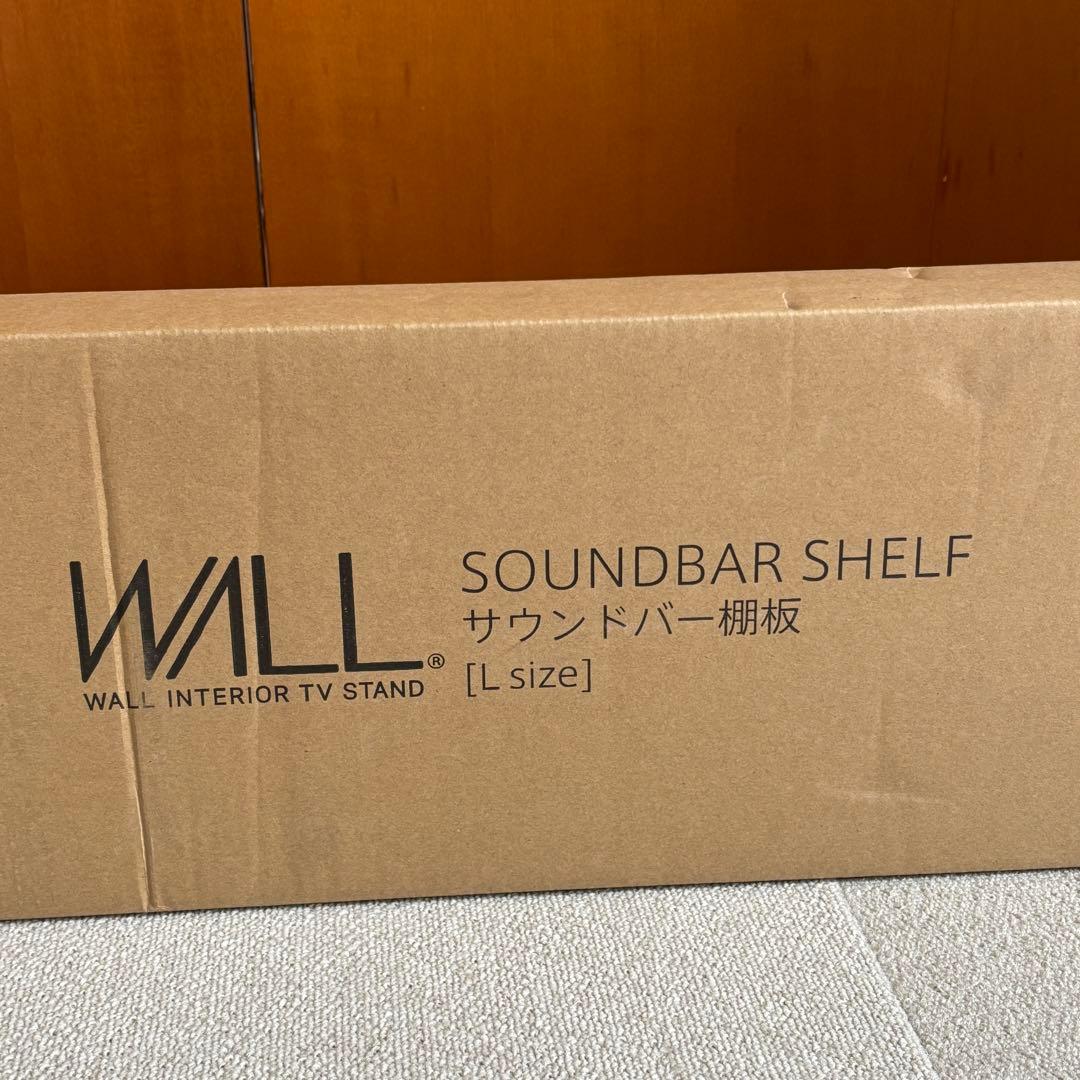 WALL®
WALL INTERIOR TV STAND
SOUNDBAR SHELF
サウンドバー棚板
[L size]